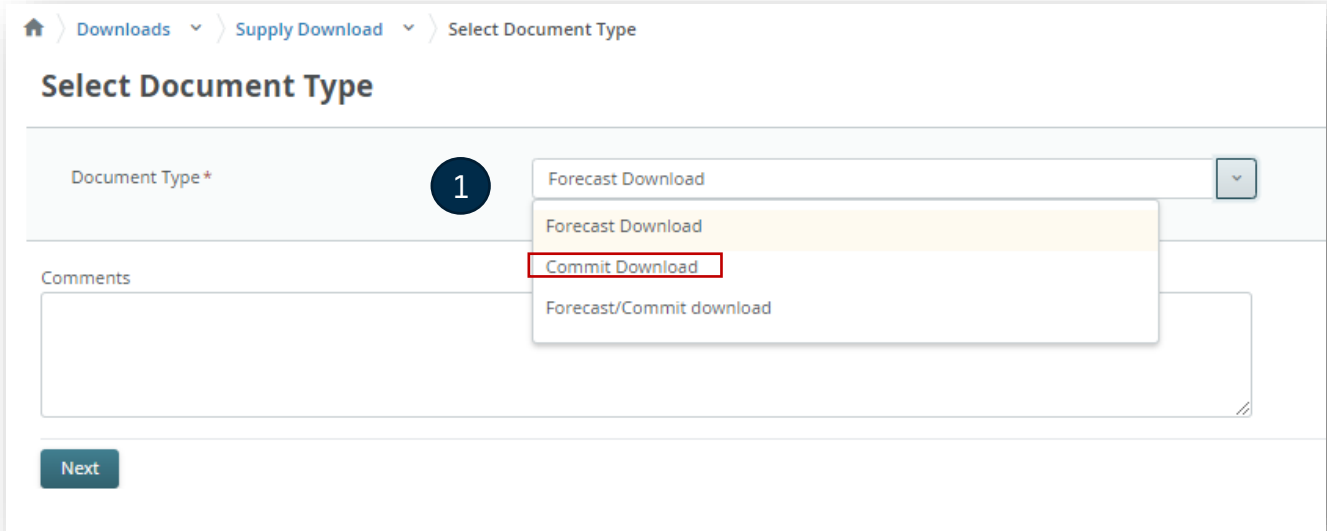 Downloads Supply Download Select Document Type
Select Document Type
Document Type*
1
Forecast Download
Forecast Download
Commit Download
Forecast/Commit download
Comments
Next